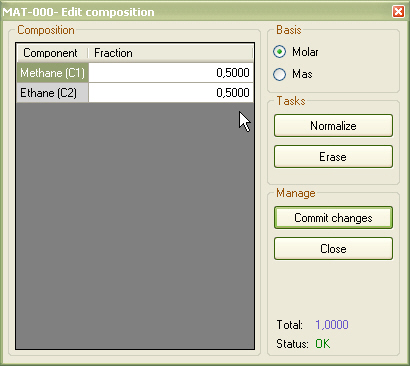 MAT-000- Edit composition
Composition
Component Fraction
Methane (C1) 0,5000
Ethane (C2) 0,5000
Basis
Molar
Mas
Tasks
Normalize
Erase
Manage
Commit changes
Close
Total: 1,0000
Status: OK